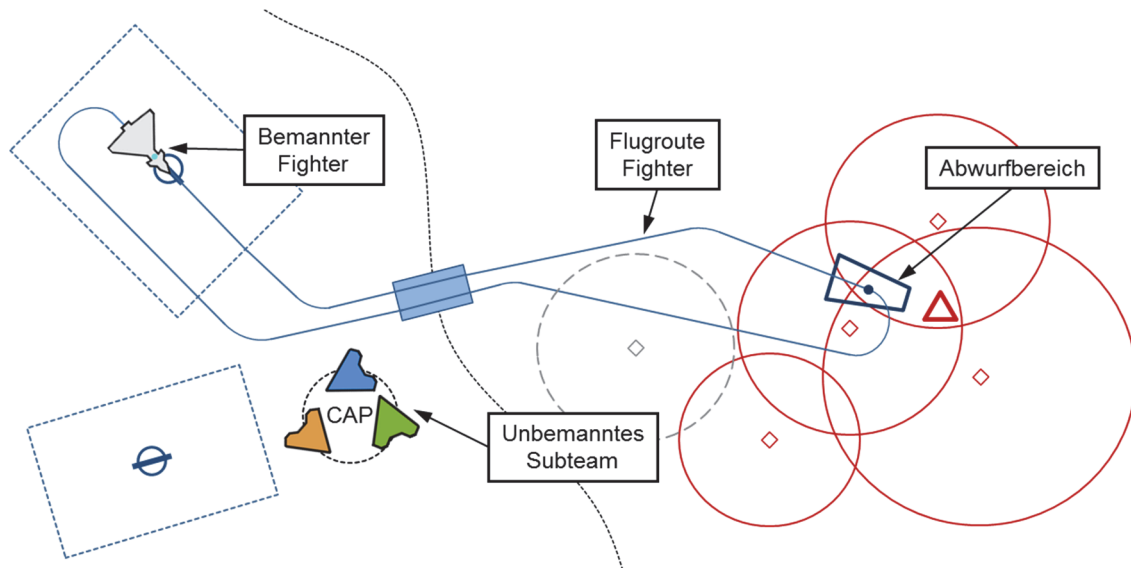 Bemannter
Fighter
Flugroute
Fighter
Abwurfbereich
CAP
Unbemanntes
Subteam